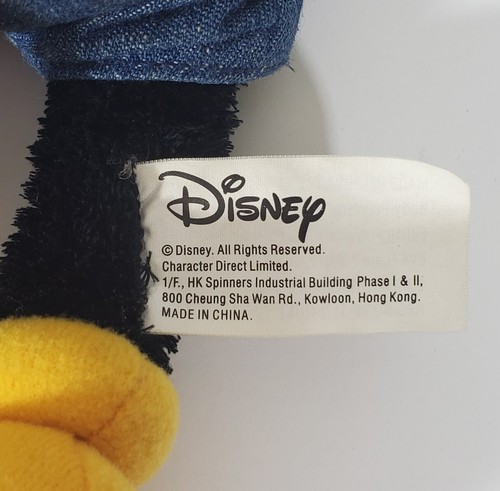 Disney
© Disney. All Rights Reserved.
Character Direct Limited.
1/F., HK Spinners Industrial Building Phase I & II,
800 Cheung Sha Wan Rd., Kowloon, Hong Kong.
MADE IN CHINA.